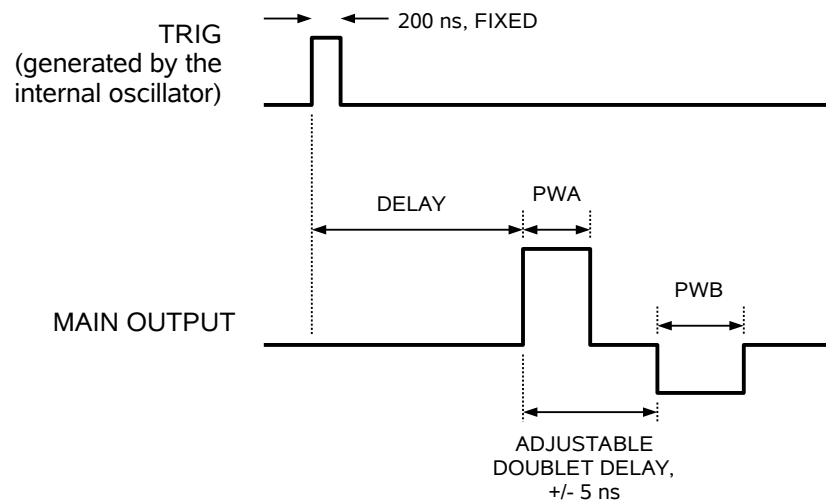 200 ns, FIXED
TRIG
(generated by the
internal oscillator)
DELAY
PWA
PWB
MAIN OUTPUT
ADJUSTABLE
DOUBLET DELAY,
+/- 5 ns